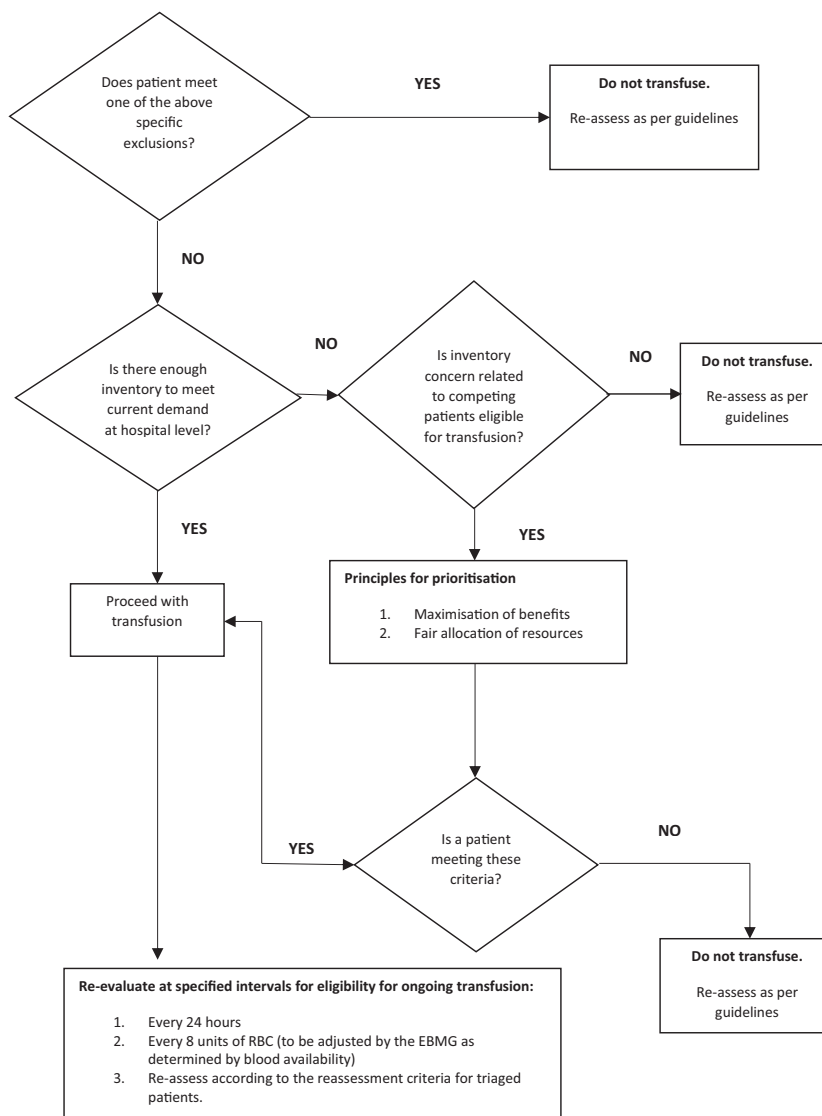 Does patient meet
one of the above
specific
exclusions?
YES
Do not transfuse.
Re-assess as per guidelines
NO
Is there enough
inventory to meet
current demand
at hospital level?
NO
Is inventory
concern related
to competing
patients eligible
for transfusion?
NO
Do not transfuse.
Re-assess as per
guidelines
YES
YES
Proceed with
transfusion
Principles for prioritisation
1. Maximisation of benefits
2. Fair allocation of resources
Is a patient
meeting these
criteria?
YES
NO
Do not transfuse.
Re-assess as per
guidelines
Re-evaluate at specified intervals for eligibility for ongoing transfusion:
1. Every 24 hours
2. Every 8 units of RBC (to be adjusted by the EBMG as
determined by blood availability)
3. Re-assess according to the reassessment criteria for triaged
patients.